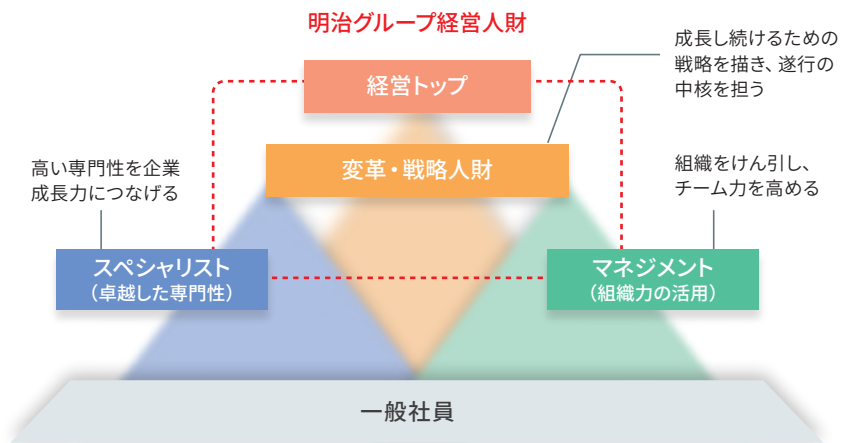 明治グループ経営人財
成長し続けるための
戦略を描き、遂行の
中核を担う
経営トップ
変革・戦略人財
高い専門性を企業
成長力につなげる
組織をけん引し、
チーム力を高める
スペシャリスト
（卓越した専門性）
マネジメント
（組織力の活用）
一般社員